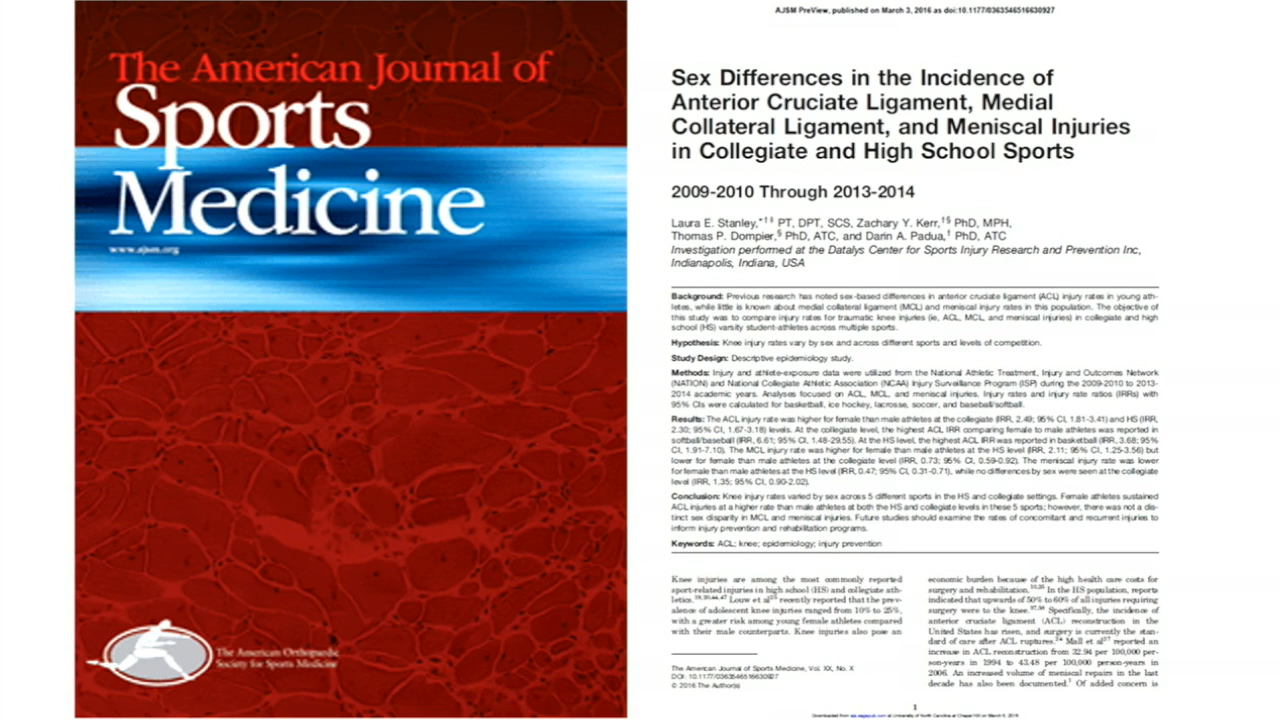 The American Journal of
Sports
Medicine
www.ajsm.org
The American Orthopaedic
Society for Sports Medicine
AJSM PreView, published on March 3, 2016 as doi:10.1177/0363546516630927
Sex Differences in the Incidence of
Anterior Cruciate Ligament, Medial
Collateral Ligament, and Meniscal Injuries
in Collegiate and High School Sports
2009-2010 Through 2013-2014
Laura E. Stanley,*†‡ PT, DPT, SCS, Zachary Y. Kerr,†§ PhD, MPH,
Thomas P. Dompier,§ PhD, ATC, and Darin A. Padua,† PhD, ATC
Investigation performed at the Datalys Center for Sports Injury Research and Prevention Inc,
Indianapolis, Indiana, USA
Background: Previous research has noted sex-based differences in anterior cruciate ligament (ACL) injury rates in young ath-
letes, while little is known about medial collateral ligament (MCL) and meniscal injury rates in this population. The objective of
this study was to compare injury rates for traumatic knee injuries (ie, ACL, MCL, and meniscal injuries) in collegiate and high
school (HS) varsity student-athletes across multiple sports.
Hypothesis: Knee injury rates vary by sex and across different sports and levels of competition.
Study Design: Descriptive epidemiology study.
Methods: Injury and athlete-exposure data were utilized from the National Athletic Treatment, Injury and Outcomes Network
(NATION) and National Collegiate Athletic Association (NCAA) Injury Surveillance Program (ISP) during the 2009-2010 to 2013-
2014 academic years. Analyses focused on ACL, MCL, and meniscal injuries. Injury rates and injury rate ratios (IRRs) with
95% CIs were calculated for basketball, ice hockey, lacrosse, soccer, and baseball/softball.
Results: The ACL injury rate was higher for female than male athletes at the collegiate (IRR, 2.49; 95% CI, 1.81-3.41) and HS (IRR,
2.30; 95% CI, 1.67-3.18) levels. At the collegiate level, the highest ACL IRR comparing female to male athletes was reported in
softball/baseball (IRR, 6.61; 95% CI, 1.48-29.55). At the HS level, the highest ACL IRR was reported in basketball (IRR, 3.68; 95%
CI, 1.91-7.10). The MCL injury rate was higher for female than male athletes at the HS level (IRR, 2.11; 95% CI, 1.25-3.56) but
lower for female than male athletes at the collegiate level (IRR, 0.73; 95% CI, 0.59-0.92). The meniscal injury rate was lower
for female than male athletes at the HS level (IRR, 0.47; 95% CI, 0.31-0.71), while no differences by sex were seen at the collegiate
level (IRR, 1.35; 95% CI, 0.90-2.02).
Conclusion: Knee injury rates varied by sex across 5 different sports in the HS and collegiate settings. Female athletes sustained
ACL injuries at a higher rate than male athletes at both the HS and collegiate levels in these 5 sports; however, there was not a dis-
tinct sex disparity in MCL and meniscal injuries. Future studies should examine the rates of concomitant and recurrent injuries to
inform injury prevention and rehabilitation programs.
Keywords: ACL; knee; epidemiology; injury prevention
Knee injuries are among the most commonly reported
sport-related injuries in high school (HS) and collegiate ath-
letics. Louw et al recently reported that the prev-
alence of adolescent knee injuries ranged from 10% to 25%,
with a greater risk among young female athletes compared
with their male counterparts. Knee injuries also pose an
The American Journal of Sports Medicine, Vol. XX, No. X
DOI: 10.1177/0363546516630927
© 2016 The Author(s)
economic burden because of the high health care costs for
surgery and rehabilitation. In the HS population, reports
indicated that upwards of 50% to 60% of all injuries requiring
surgery were to the knee. Specifically, the incidence of
anterior cruciate ligament (ACL) reconstruction in the
United States has risen, and surgery is currently the stan-
dard of care after ACL ruptures. Mall et al reported an
increase in ACL reconstruction from 32.94 per 100,000 per-
son-years in 1994 to 43.48 per 100,000 person-years in
2006. An increased volume of meniscal repairs in the last
decade has also been documented.¹ Of added concern is
1
Downloaded from ajs.sagepub.com at University of North Carolina at Chapel Hill on March 5, 2016